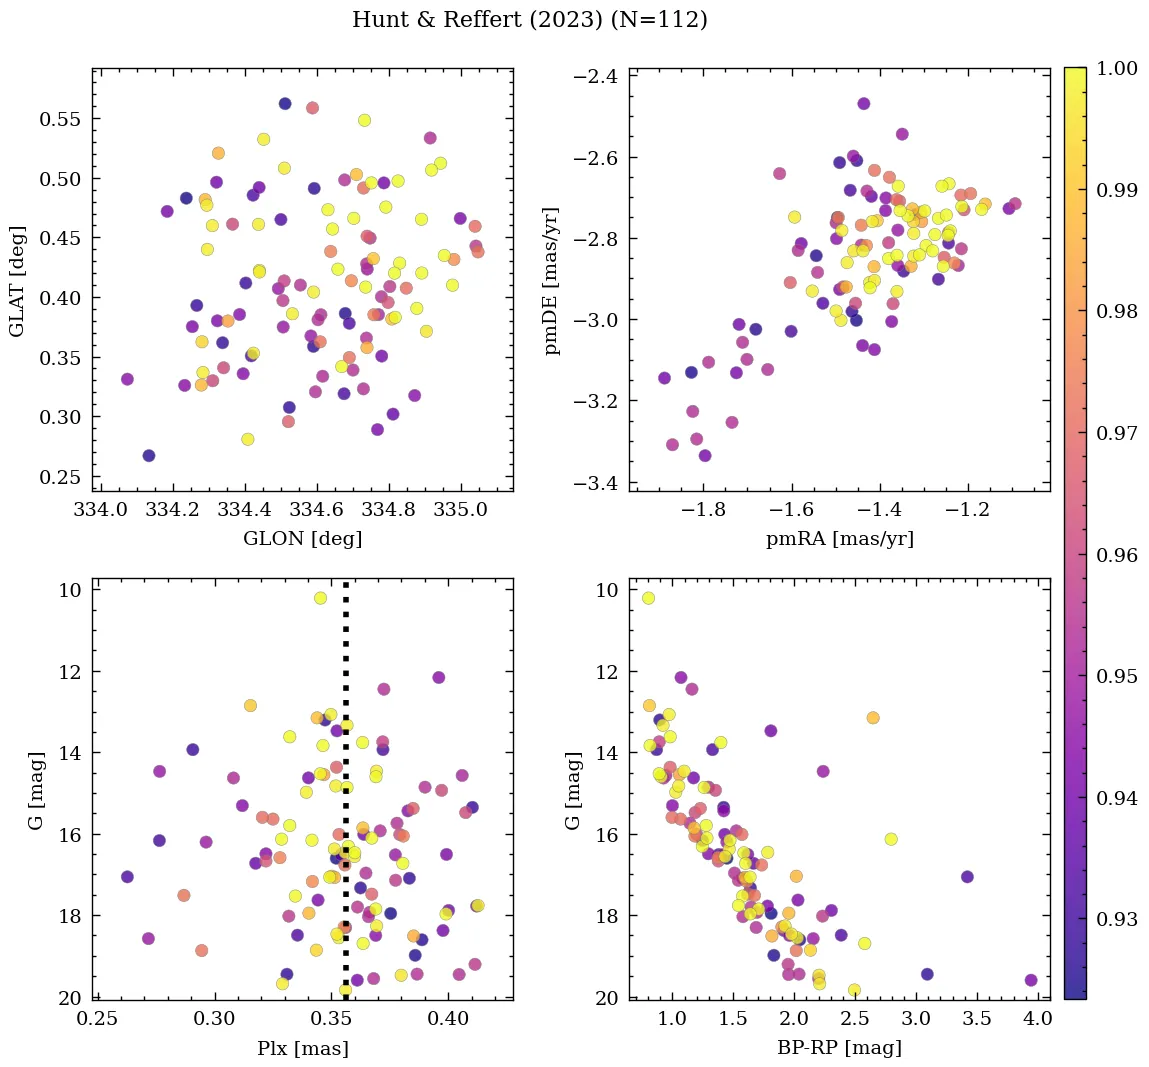 Hunt & Reffert (2023) (N=112)
GLAT [deg]
0.55
0.50
0.45
0.40
0.35
0.30
0.25
334.0 334.2 334.4 334.6 334.8 335.0
GLON [deg]
pmDE [mas/yr]
−2.4
−2.6
−2.8
−3.0
−3.2
−3.4
−1.8 −1.6 −1.4 −1.2
pmRA [mas/yr]
1.00
0.99
0.98
0.97
0.96
0.95
0.94
0.93
G [mag]
10
12
14
16
18
20
0.25 0.30 0.35 0.40
Plx [mas]
G [mag]
10
12
14
16
18
20
1.0 1.5 2.0 2.5 3.0 3.5 4.0
BP-RP [mag]